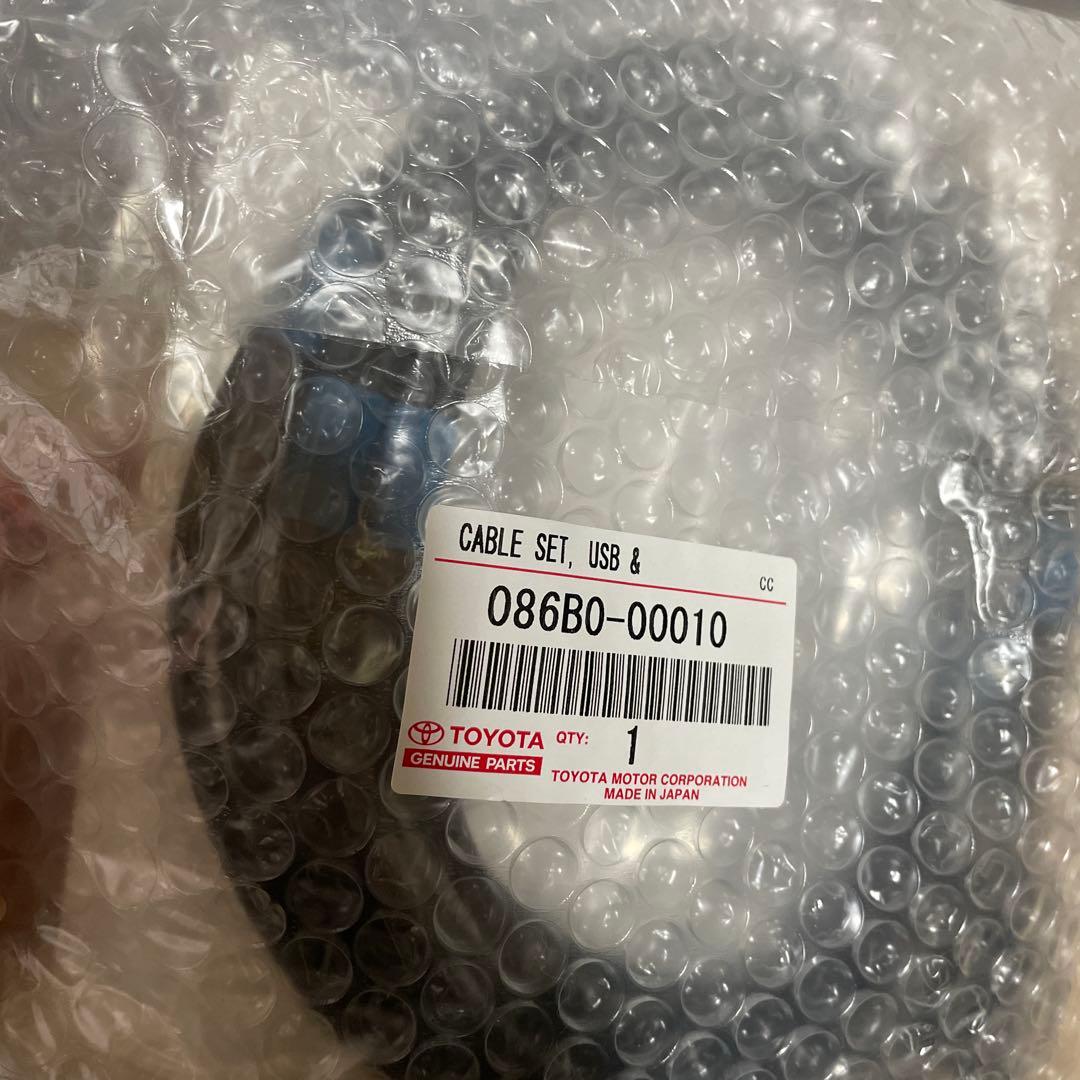 CABLE SET, USB &
CC
086B0-00010
TOYOTA QTY: 1
GENUINE PARTS
TOYOTA MOTOR CORPORATION
MADE IN JAPAN